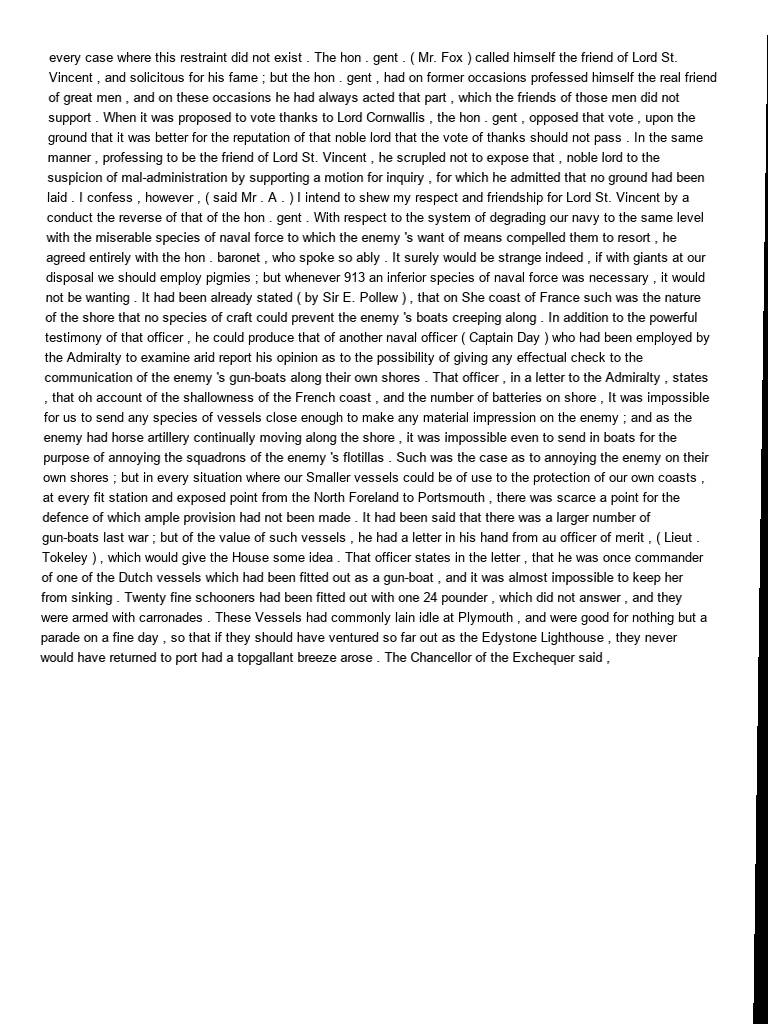 every case where this restraint did not exist . The hon . gent . ( Mr. Fox ) called himself the friend of Lord St.
Vincent , and solicitous for his fame ; but the hon . gent , had on former occasions professed himself the real friend
of great men , and on these occasions he had always acted that part , which the friends of those men did not
support . When it was proposed to vote thanks to Lord Cornwallis , the hon . gent , opposed that vote , upon the
ground that it was better for the reputation of that noble lord that the vote of thanks should not pass . In the same
manner , professing to be the friend of Lord St. Vincent , he scrupled not to expose that , noble lord to the
suspicion of mal-administration by supporting a motion for inquiry , for which he admitted that no ground had been
laid . I confess , however , ( said Mr . A . ) I intend to shew my respect and friendship for Lord St. Vincent by a
conduct the reverse of that of the hon . gent . With respect to the system of degrading our navy to the same level
with the miserable species of naval force to which the enemy 's want of means compelled them to resort , he
agreed entirely with the hon . baronet , who spoke so ably . It surely would be strange indeed , if with giants at our
disposal we should employ pigmies ; but whenever 913 an inferior species of naval force was necessary , it would
not be wanting . It had been already stated ( by Sir E. Pollew ) , that on She coast of France such was the nature
of the shore that no species of craft could prevent the enemy 's boats creeping along . In addition to the powerful
testimony of that officer , he could produce that of another naval officer ( Captain Day ) who had been employed by
the Admiralty to examine arid report his opinion as to the possibility of giving any effectual check to the
communication of the enemy 's gun-boats along their own shores . That officer , in a letter to the Admiralty , states
, that oh account of the shallowness of the French coast , and the number of batteries on shore , It was impossible
for us to send any species of vessels close enough to make any material impression on the enemy ; and as the
enemy had horse artillery continually moving along the shore , it was impossible even to send in boats for the
purpose of annoying the squadrons of the enemy 's flotillas . Such was the case as to annoying the enemy on their
own shores ; but in every situation where our Smaller vessels could be of use to the protection of our own coasts ,
at every fit station and exposed point from the North Foreland to Portsmouth , there was scarce a point for the
defence of which ample provision had not been made . It had been said that there was a larger number of
gun-boats last war ; but of the value of such vessels , he had a letter in his hand from au officer of merit , ( Lieut .
Tokeley ) , which would give the House some idea . That officer states in the letter , that he was once commander
of one of the Dutch vessels which had been fitted out as a gun-boat , and it was almost impossible to keep her
from sinking . Twenty fine schooners had been fitted out with one 24 pounder , which did not answer , and they
were armed with carronades . These Vessels had commonly lain idle at Plymouth , and were good for nothing but a
parade on a fine day , so that if they should have ventured so far out as the Edystone Lighthouse , they never
would have returned to port had a topgallant breeze arose . The Chancellor of the Exchequer said ,